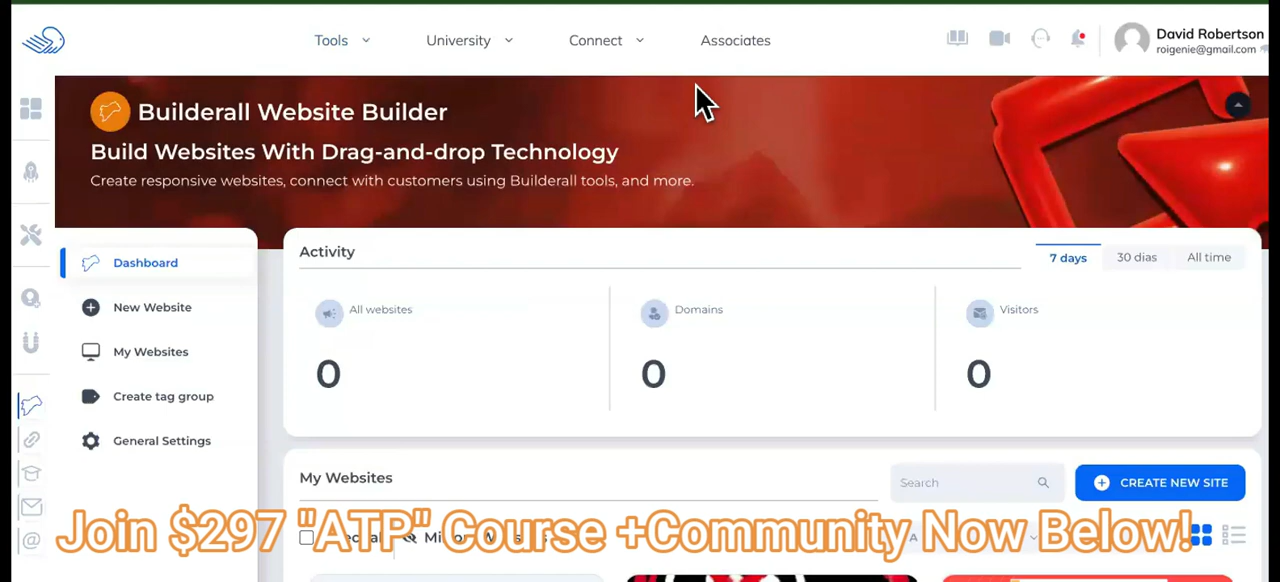 Tools
University
Connect
Associates
David Robertson
roigenie@gmail.com
Builderall Website Builder
Build Websites With Drag-and-drop Technology
Create responsive websites, connect with customers using Builderall tools, and more.
Dashboard
New Website
My Websites
Create tag group
General Settings
Activity
7 days
30 dias
All time
All websites
0
Domains
0
Visitors
0
My Websites
Search
CREATE NEW SITE
Join $297 "ATP" Course +Community Now Below!